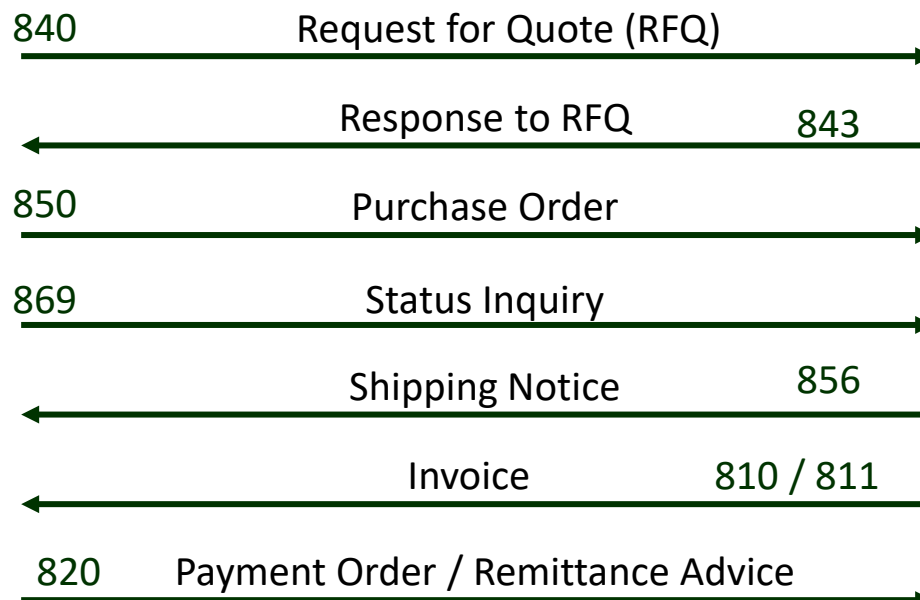 840 Request for Quote (RFQ)
Response to RFQ 843
850 Purchase Order
869 Status Inquiry
Shipping Notice 856
Invoice 810 / 811
820 Payment Order / Remittance Advice